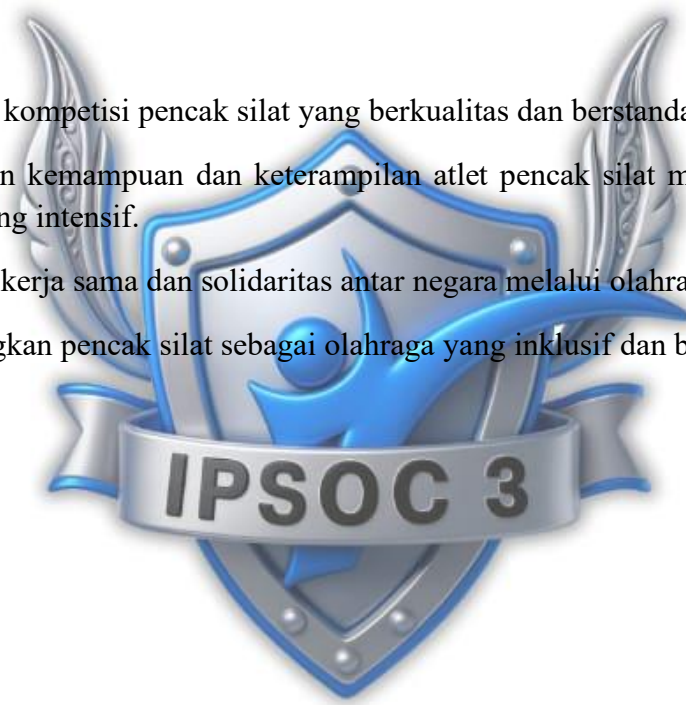 kompetisi pencak silat yang berkualitas dan berstanda
n kemampuan dan keterampilan atlet pencak silat m
ng intensif.
kerja sama dan solidaritas antar negara melalui olahra
gkan pencak silat sebagai olahraga yang inklusif dan b
IPSOC 3